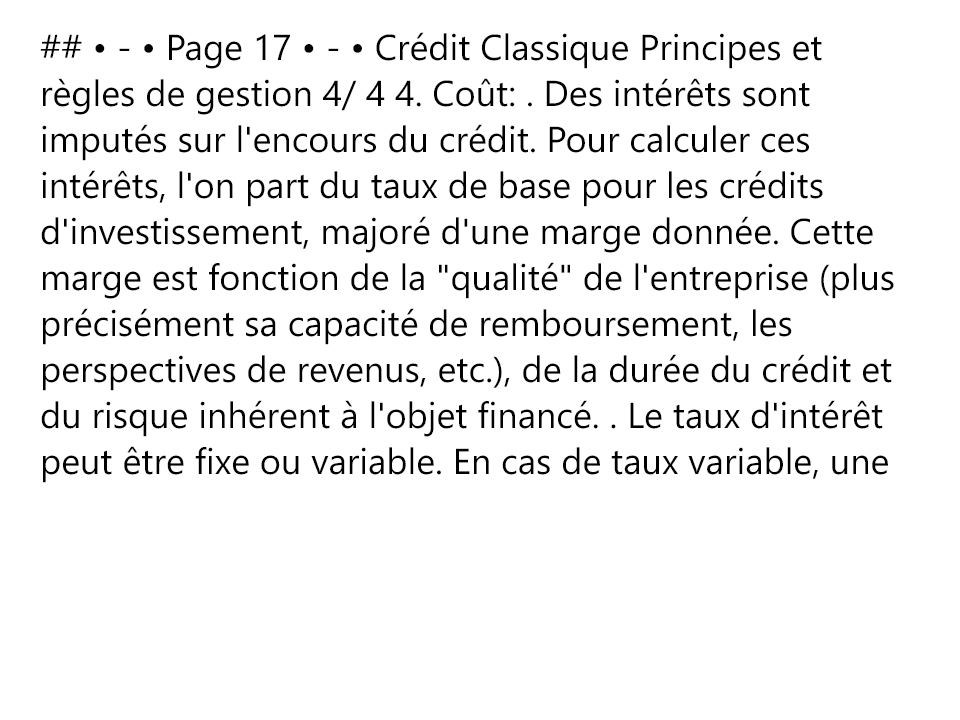 ## • - • Page 17 • - • Crédit Classique Principes et
règles de gestion 4/ 4 4. Coût: . Des intérêts sont
imputés sur l'encours du crédit. Pour calculer ces
intérêts, l'on part du taux de base pour les crédits
d'investissement, majoré d'une marge donnée. Cette
marge est fonction de la "qualité" de l'entreprise (plus
précisément sa capacité de remboursement, les
perspectives de revenus, etc.), de la durée du crédit et
du risque inhérent à l'objet financé. . Le taux d'intérêt
peut être fixe ou variable. En cas de taux variable, une